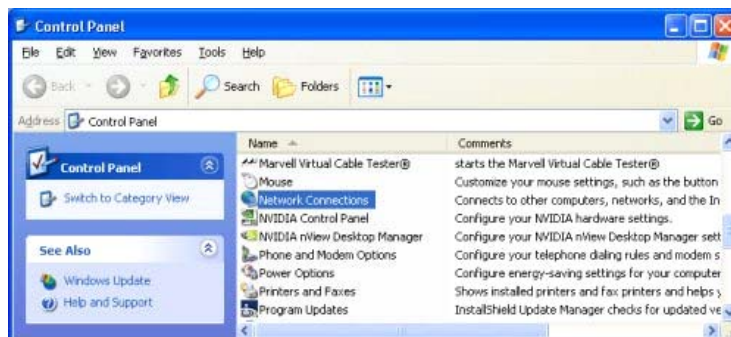 Control Panel
File Edit View Favorites Tools Help
Back Search Folders
Address Control Panel Go
Control Panel
Switch to Category View
See Also
Windows Update
Help and Support
Name Comments
Marvell Virtual Cable Tester® starts the Marvell Virtual Cable Tester®
Mouse Customize your mouse settings, such as the button
Network Connections Connects to other computers, networks, and the In
NVIDIA Control Panel Configure your NVIDIA hardware settings.
NVIDIA nView Desktop Manager Configure your NVIDIA nView Desktop Manager sett
Phone and Modem Options Configure your telephone dialing rules and modem s
Power Options Configure energy-saving settings for your computer
Printers and Faxes Shows installed printers and fax printers and helps y
Program Updates InstallShield Update Manager checks for updated ve